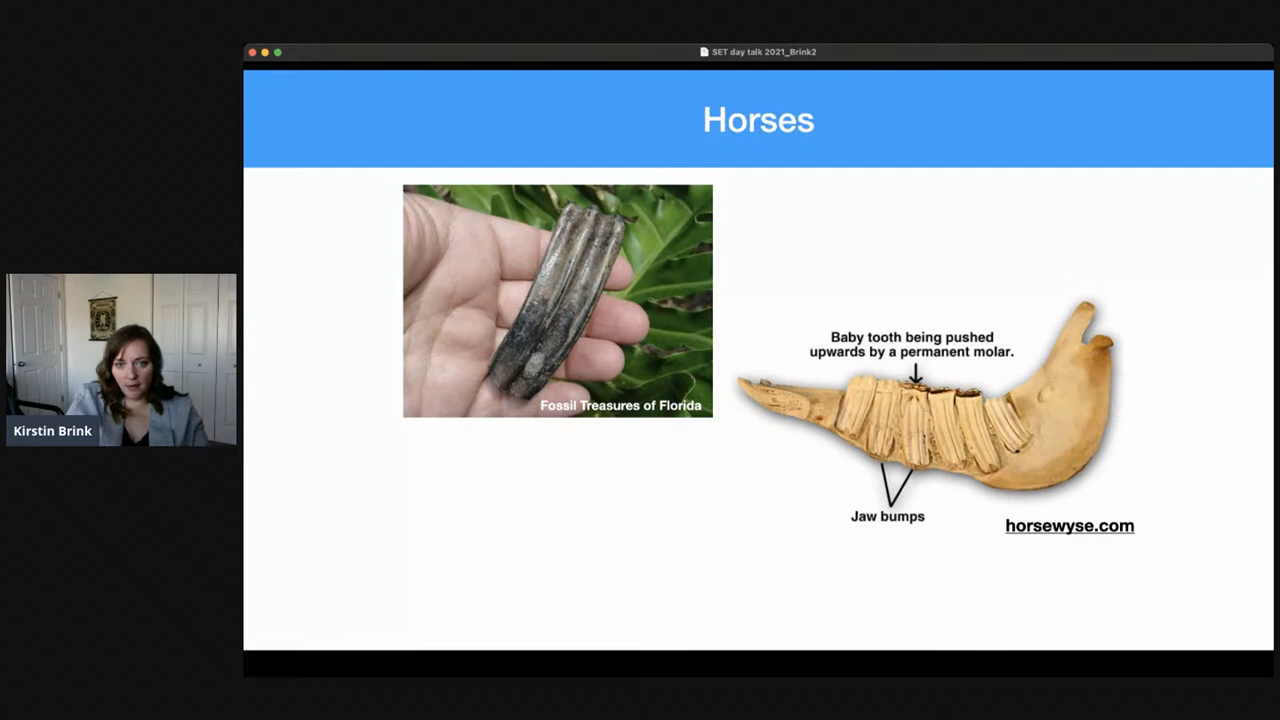 SET day talk 2021_Brink2
Horses
Fossil Treasures of Florida
Baby tooth being pushed
upwards by a permanent molar.
Jaw bumps
horsewyse.com
Kirstin Brink